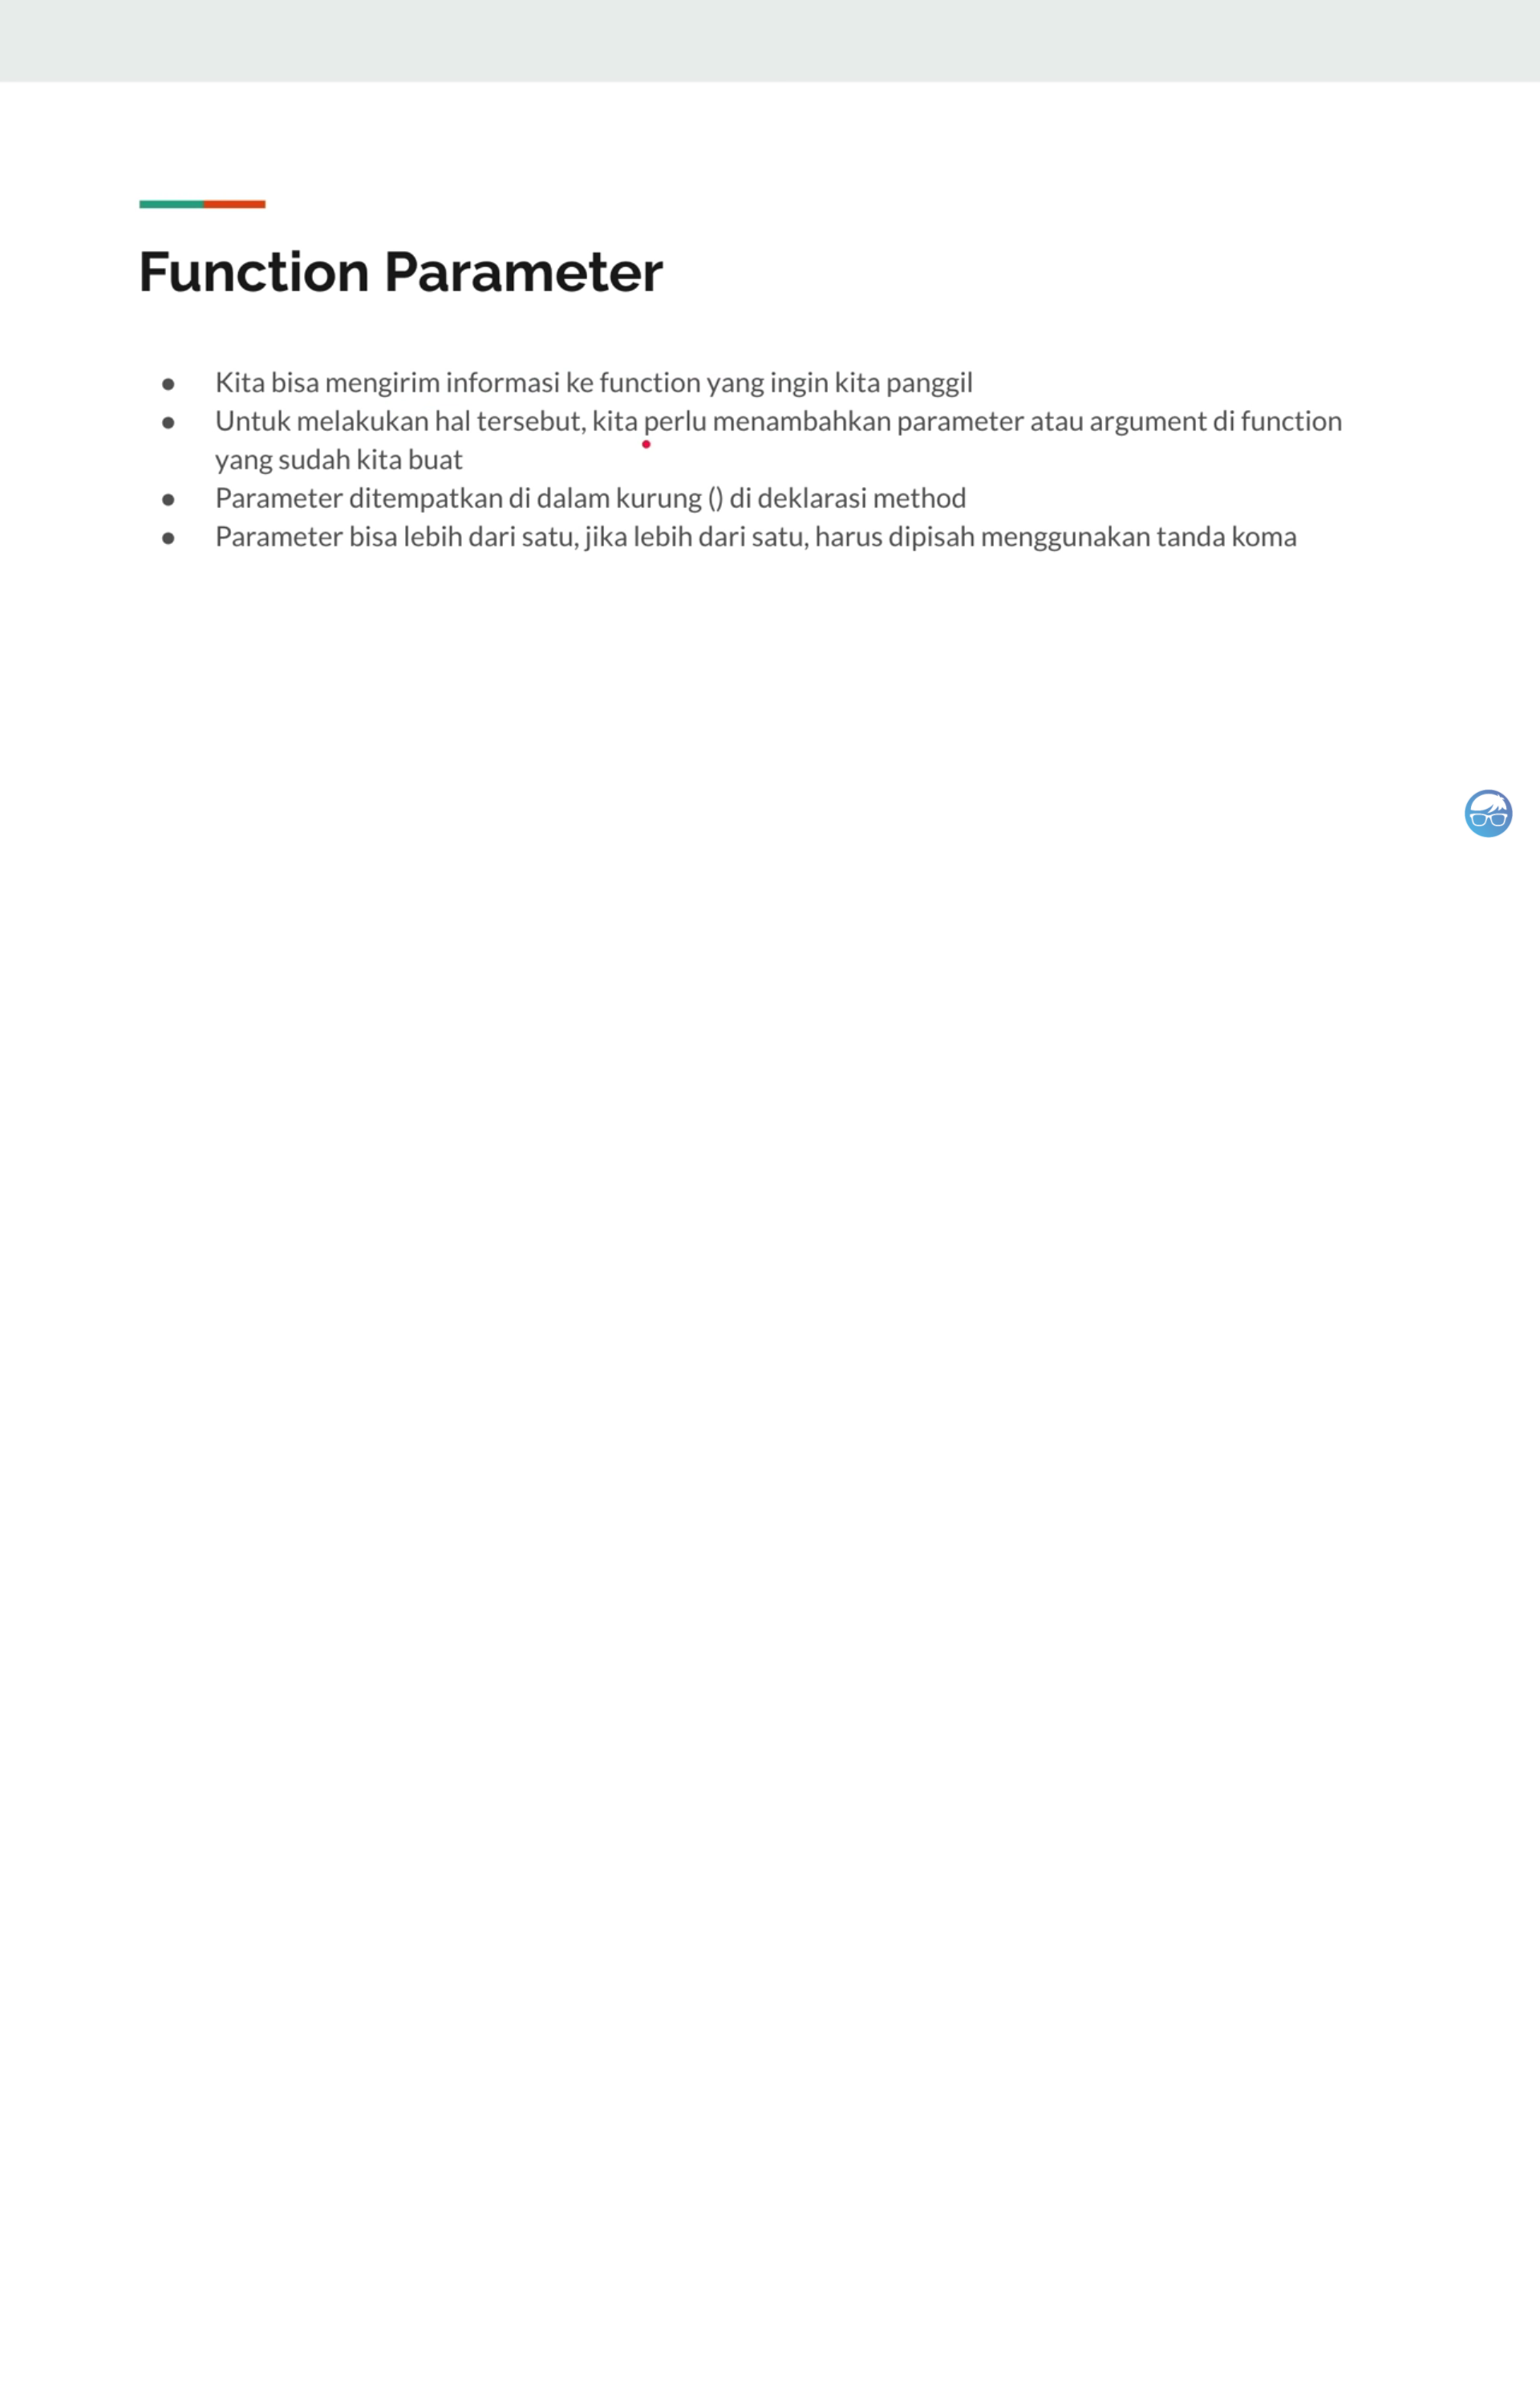 Function Parameter
● Kita bisa mengirim informasi ke function yang ingin kita panggil
● Untuk melakukan hal tersebut, kita perlu menambahkan parameter atau argument di function
yang sudah kita buat
● Parameter ditempatkan di dalam kurung () di deklarasi method
● Parameter bisa lebih dari satu, jika lebih dari satu, harus dipisah menggunakan tanda koma